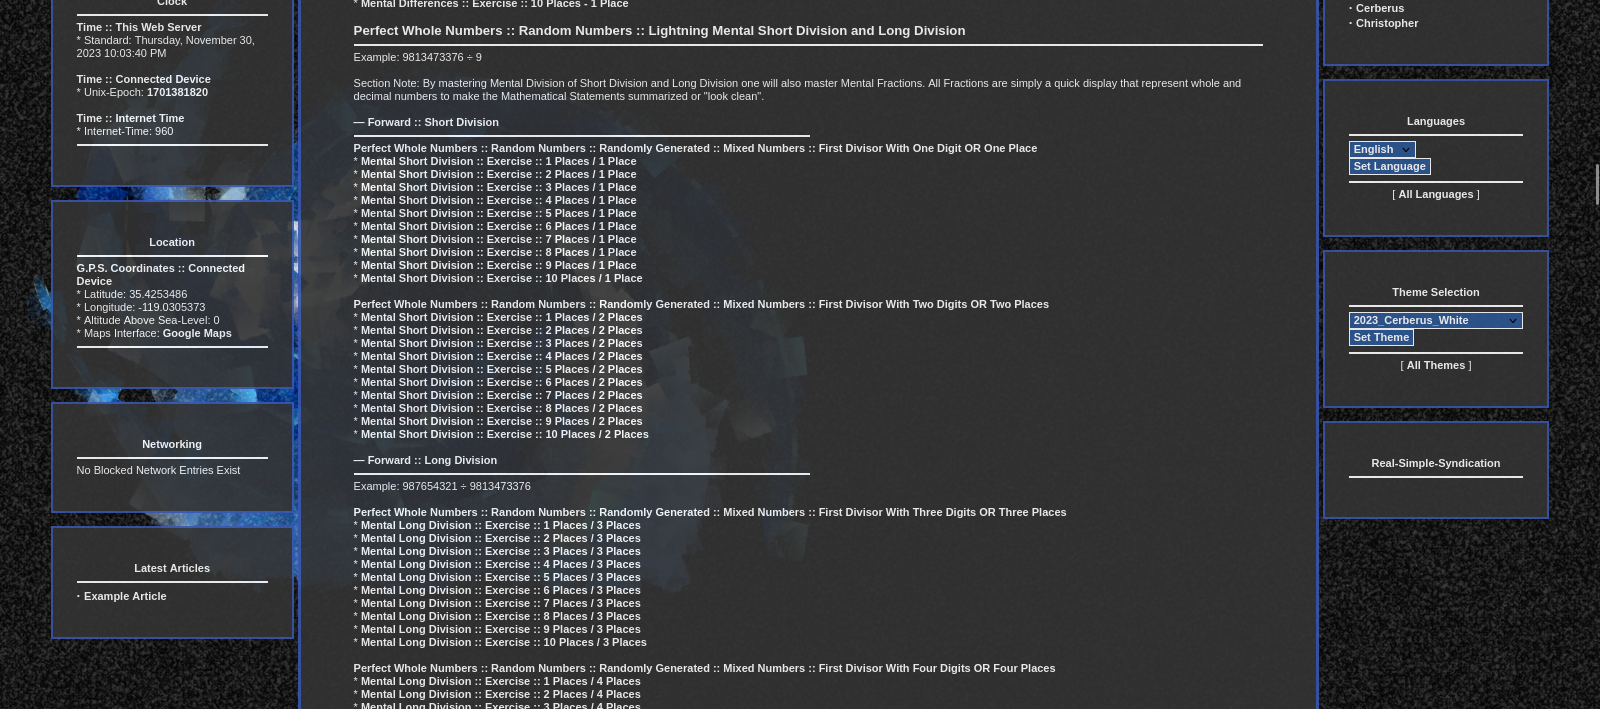 Clock
Time :: This Web Server
* Standard: Thursday, November 30,
2023 10:03:40 PM
Time :: Connected Device
* Unix-Epoch: 1701381820
Time :: Internet Time
* Internet-Time: 960
Location
G.P.S. Coordinates :: Connected
Device
* Latitude: 35.4253486
* Longitude: -119.0305373
* Altitude Above Sea-Level: 0
* Maps Interface: Google Maps
Networking
No Blocked Network Entries Exist
Latest Articles
· Example Article
* Mental Differences :: Exercise :: 10 Places - 1 Place
Perfect Whole Numbers :: Random Numbers :: Lightning Mental Short Division and Long Division
Example: 9813473376 ÷ 9
Section Note: By mastering Mental Division of Short Division and Long Division one will also master Mental Fractions. All Fractions are simply a quick display that represent whole and
decimal numbers to make the Mathematical Statements summarized or "look clean".
— Forward :: Short Division
Perfect Whole Numbers :: Random Numbers :: Randomly Generated :: Mixed Numbers :: First Divisor With One Digit OR One Place
* Mental Short Division :: Exercise :: 1 Places / 1 Place
* Mental Short Division :: Exercise :: 2 Places / 1 Place
* Mental Short Division :: Exercise :: 3 Places / 1 Place
* Mental Short Division :: Exercise :: 4 Places / 1 Place
* Mental Short Division :: Exercise :: 5 Places / 1 Place
* Mental Short Division :: Exercise :: 6 Places / 1 Place
* Mental Short Division :: Exercise :: 7 Places / 1 Place
* Mental Short Division :: Exercise :: 8 Places / 1 Place
* Mental Short Division :: Exercise :: 9 Places / 1 Place
* Mental Short Division :: Exercise :: 10 Places / 1 Place
Perfect Whole Numbers :: Random Numbers :: Randomly Generated :: Mixed Numbers :: First Divisor With Two Digits OR Two Places
* Mental Short Division :: Exercise :: 1 Places / 2 Places
* Mental Short Division :: Exercise :: 2 Places / 2 Places
* Mental Short Division :: Exercise :: 3 Places / 2 Places
* Mental Short Division :: Exercise :: 4 Places / 2 Places
* Mental Short Division :: Exercise :: 5 Places / 2 Places
* Mental Short Division :: Exercise :: 6 Places / 2 Places
* Mental Short Division :: Exercise :: 7 Places / 2 Places
* Mental Short Division :: Exercise :: 8 Places / 2 Places
* Mental Short Division :: Exercise :: 9 Places / 2 Places
* Mental Short Division :: Exercise :: 10 Places / 2 Places
— Forward :: Long Division
Example: 987654321 ÷ 9813473376
Perfect Whole Numbers :: Random Numbers :: Randomly Generated :: Mixed Numbers :: First Divisor With Three Digits OR Three Places
* Mental Long Division :: Exercise :: 1 Places / 3 Places
* Mental Long Division :: Exercise :: 2 Places / 3 Places
* Mental Long Division :: Exercise :: 3 Places / 3 Places
* Mental Long Division :: Exercise :: 4 Places / 3 Places
* Mental Long Division :: Exercise :: 5 Places / 3 Places
* Mental Long Division :: Exercise :: 6 Places / 3 Places
* Mental Long Division :: Exercise :: 7 Places / 3 Places
* Mental Long Division :: Exercise :: 8 Places / 3 Places
* Mental Long Division :: Exercise :: 9 Places / 3 Places
* Mental Long Division :: Exercise :: 10 Places / 3 Places
Perfect Whole Numbers :: Random Numbers :: Randomly Generated :: Mixed Numbers :: First Divisor With Four Digits OR Four Places
* Mental Long Division :: Exercise :: 1 Places / 4 Places
* Mental Long Division :: Exercise :: 2 Places / 4 Places
* Mental Long Division :: Exercise :: 3 Places / 4 Places
· Cerberus
· Christopher
Languages
English
Set Language
[ All Languages ]
Theme Selection
2023_Cerberus_White
Set Theme
[ All Themes ]
Real-Simple-Syndication